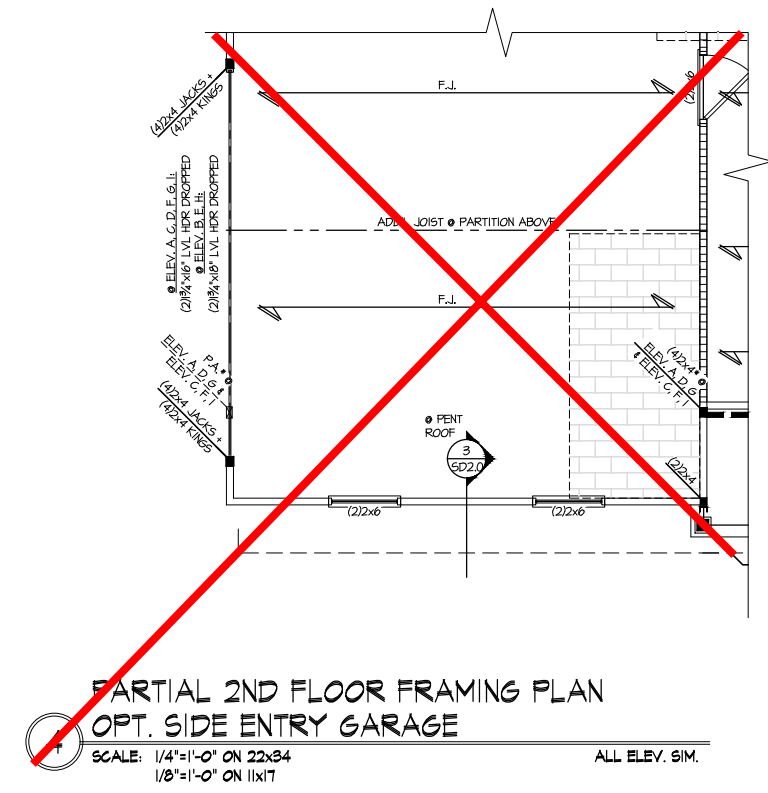 F.J.
(2)2x6
(4)2x4 JACKS +
(4)2x4 KINGS
@ ELEV. A, C, D, F, G, I:
(2)1¾"x16" LVL HDR DROPPED
@ ELEV. B, E, H:
(2)1¾"x18" LVL HDR DROPPED
ADD'L JOIST @ PARTITION ABOVE
F.J.
P.A.#
@
ELEV. A, D, G &
ELEV. C, F, I
(4)2x4 JACKS +
(4)2x4 KINGS
(4)2x4" @
ELEV. A, D, G
& ELEV. C, F, I
@ PENT
ROOF
3
SD2.0
(2)2x4
(2)2x6
(2)2x6
PARTIAL 2ND FLOOR FRAMING PLAN
OPT. SIDE ENTRY GARAGE
SCALE: 1/4"=1'-0" ON 22x34
ALL ELEV. SIM.
1/8"=1'-0" ON 11x17